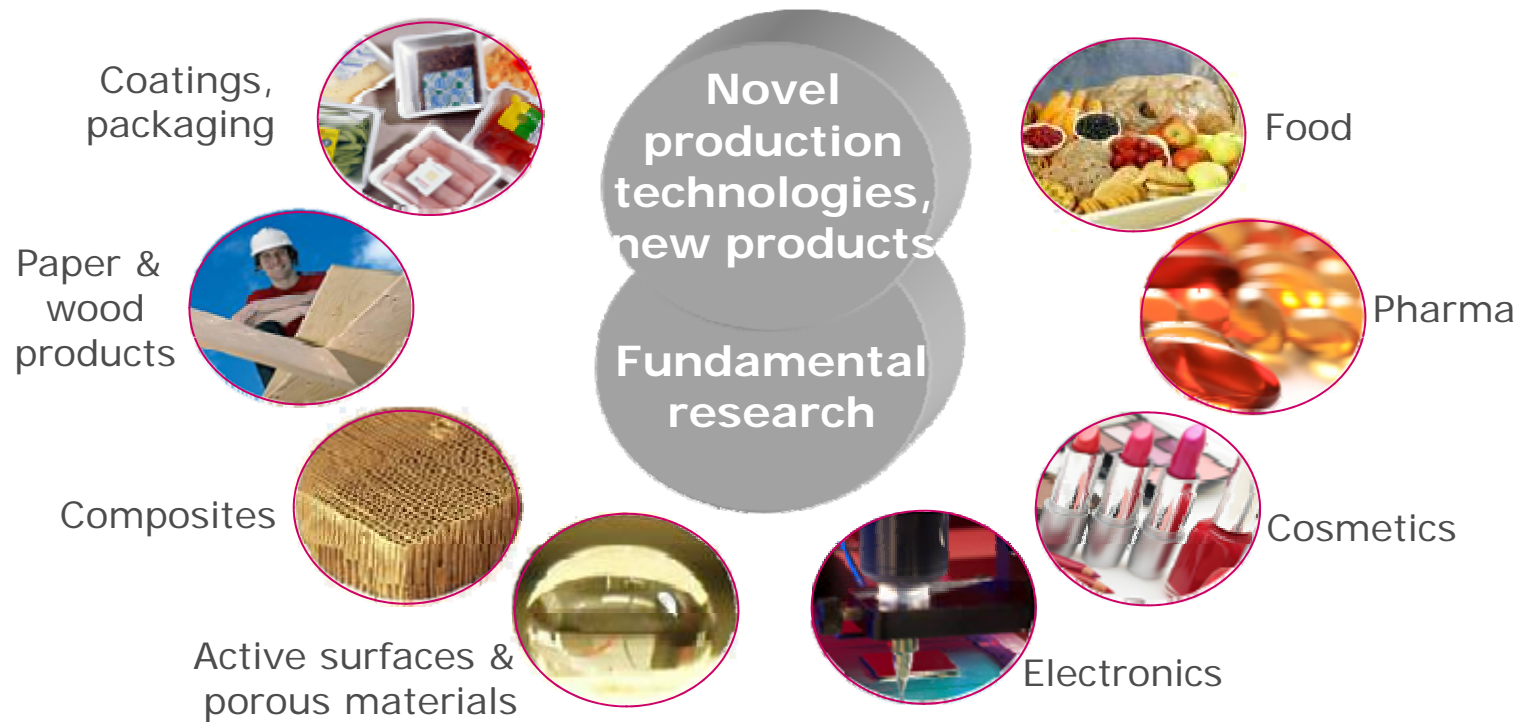 Coatings,
packaging
Paper &
wood
products
Composites
Active surfaces &
porous materials
Novel
production
technologies,
new products
Fundamental
research
Food
Pharma
Cosmetics
Electronics